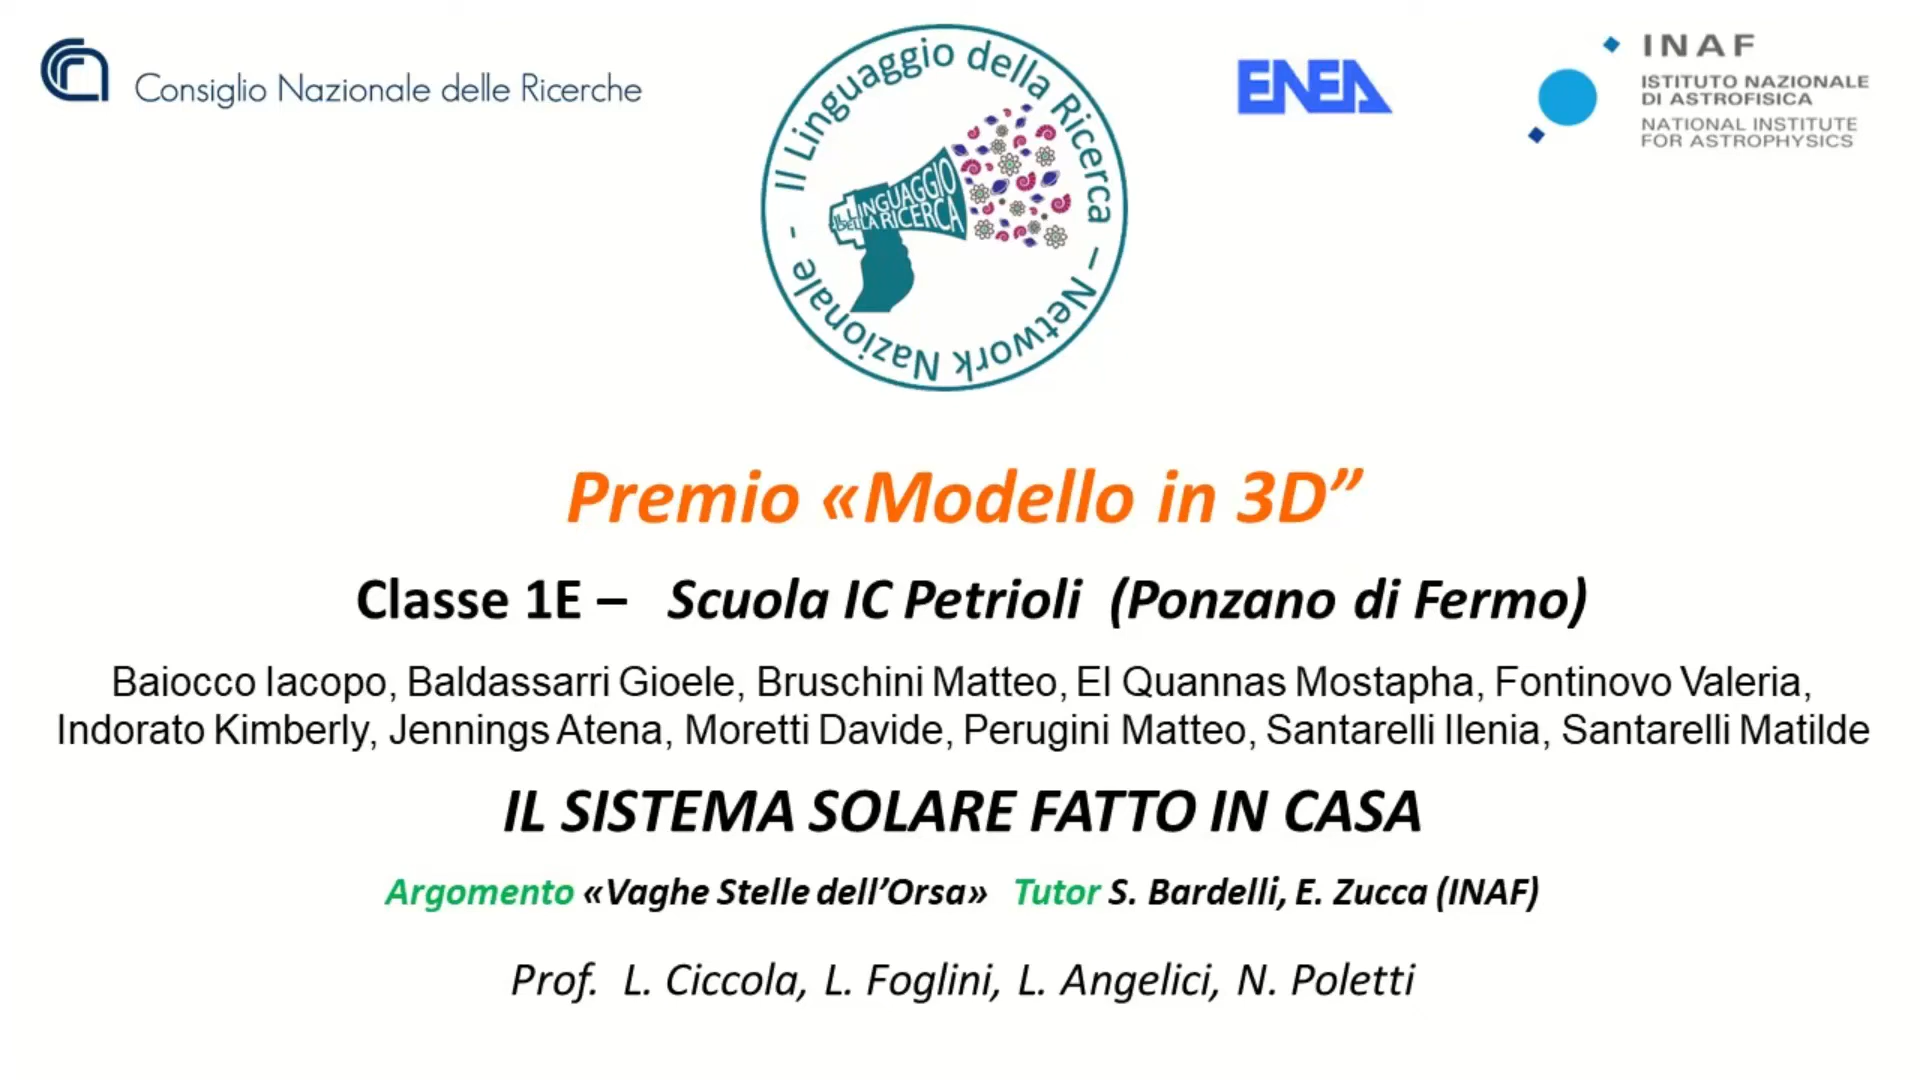 Consiglio Nazionale delle Ricerche
Il Linguaggio della Ricerca – Network Nazionale -
IL LINGUAGGIO
DELLA RICERCA
ENEA
INAF
ISTITUTO NAZIONALE
DI ASTROFISICA
NATIONAL INSTITUTE
FOR ASTROPHYSICS
Premio «Modello in 3D”
Classe 1E – Scuola IC Petrioli (Ponzano di Fermo)
Baiocco Iacopo, Baldassarri Gioele, Bruschini Matteo, El Quannas Mostapha, Fontinovo Valeria,
Indorato Kimberly, Jennings Atena, Moretti Davide, Perugini Matteo, Santarelli Ilenia, Santarelli Matilde
IL SISTEMA SOLARE FATTO IN CASA
Argomento «Vaghe Stelle dell’Orsa» Tutor S. Bardelli, E. Zucca (INAF)
Prof. L. Ciccola, L. Foglini, L. Angelici, N. Poletti